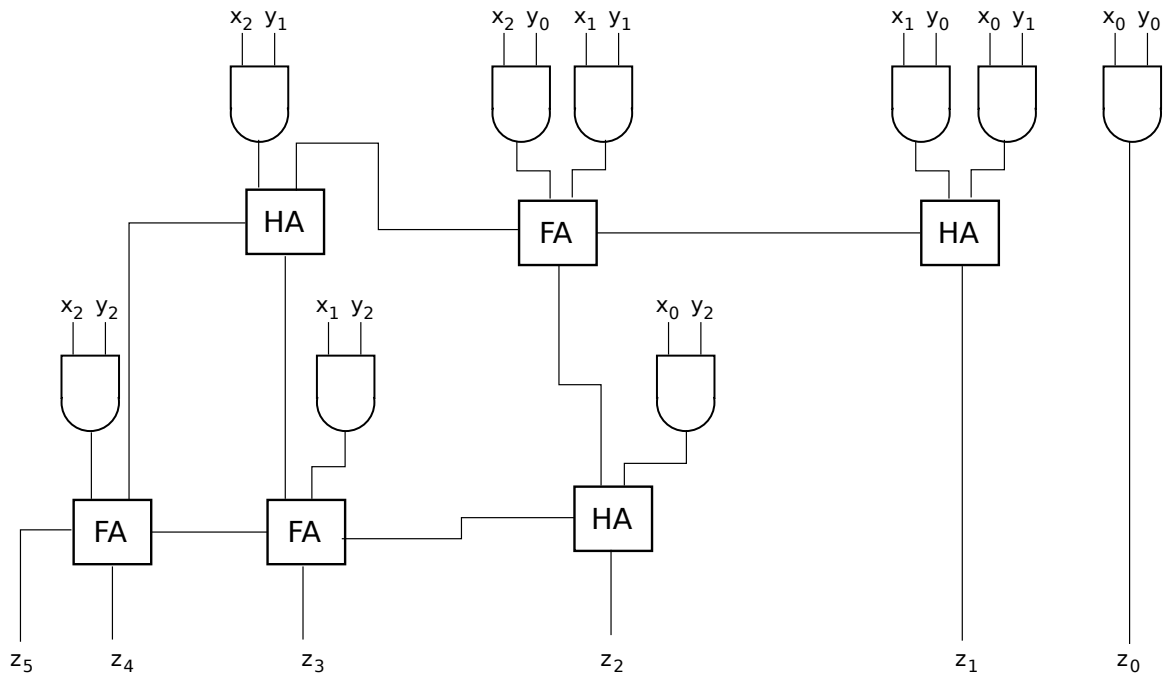 x2 y1 x2 y0 x1 y1 x1 y0 x0 y1 x0 y0
HA FA HA
x2 y2 x1 y2 x0 y2
FA FA HA
z5 z4 z3 z2 z1 z0